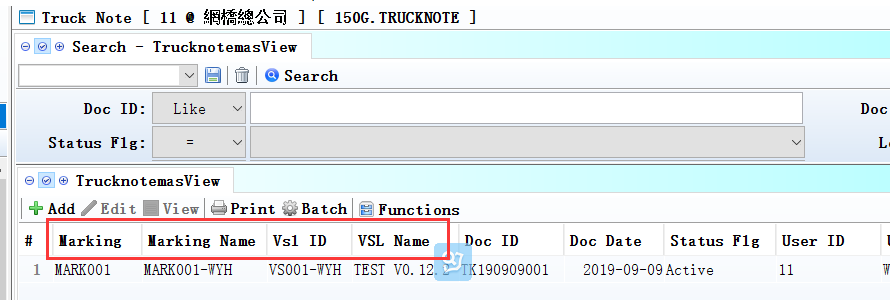 Truck Note [ 11 @ 網橋總公司 ] [ 150G.TRUCKNOTE ]
Search - TrucknotemasView
Search
Doc ID: Like Doc
Status Flg: = L
TrucknotemasView
Add Edit View Print Batch Functions
# Marking Marking Name Vsl ID VSL Name Doc ID Doc Date Status Flg User ID
1 MARK001 MARK001-WYH VS001-WYH TEST V0.12. TK190909001 2019-09-09 Active 11 W